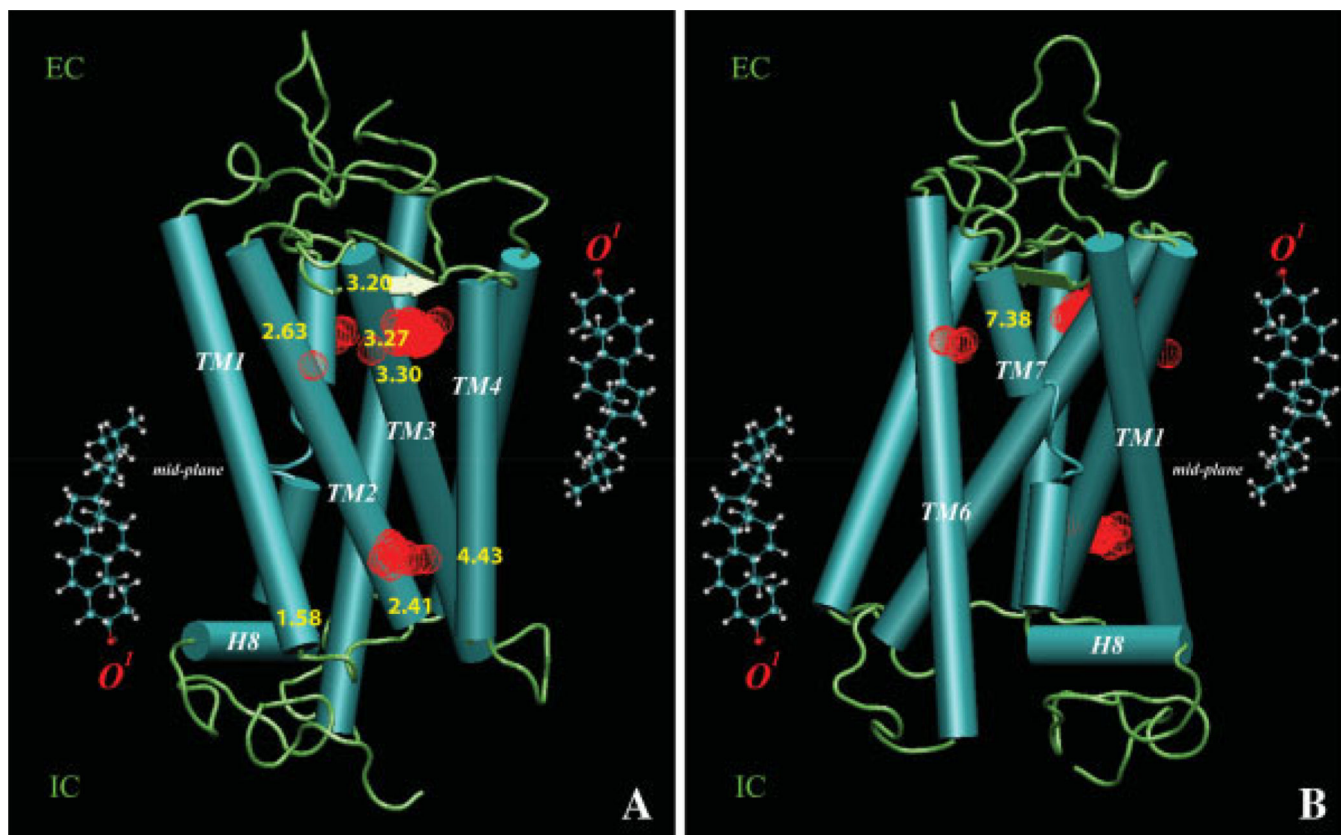 EC
O1
3.20
2.63
3.27
TM1
3.30
TM4
TM3
mid-plane
TM2
4.43
1.58
2.41
H8
O1
IC
A
EC
O1
7.38
TM7
TM1
mid-plane
TM6
O1
H8
IC
B